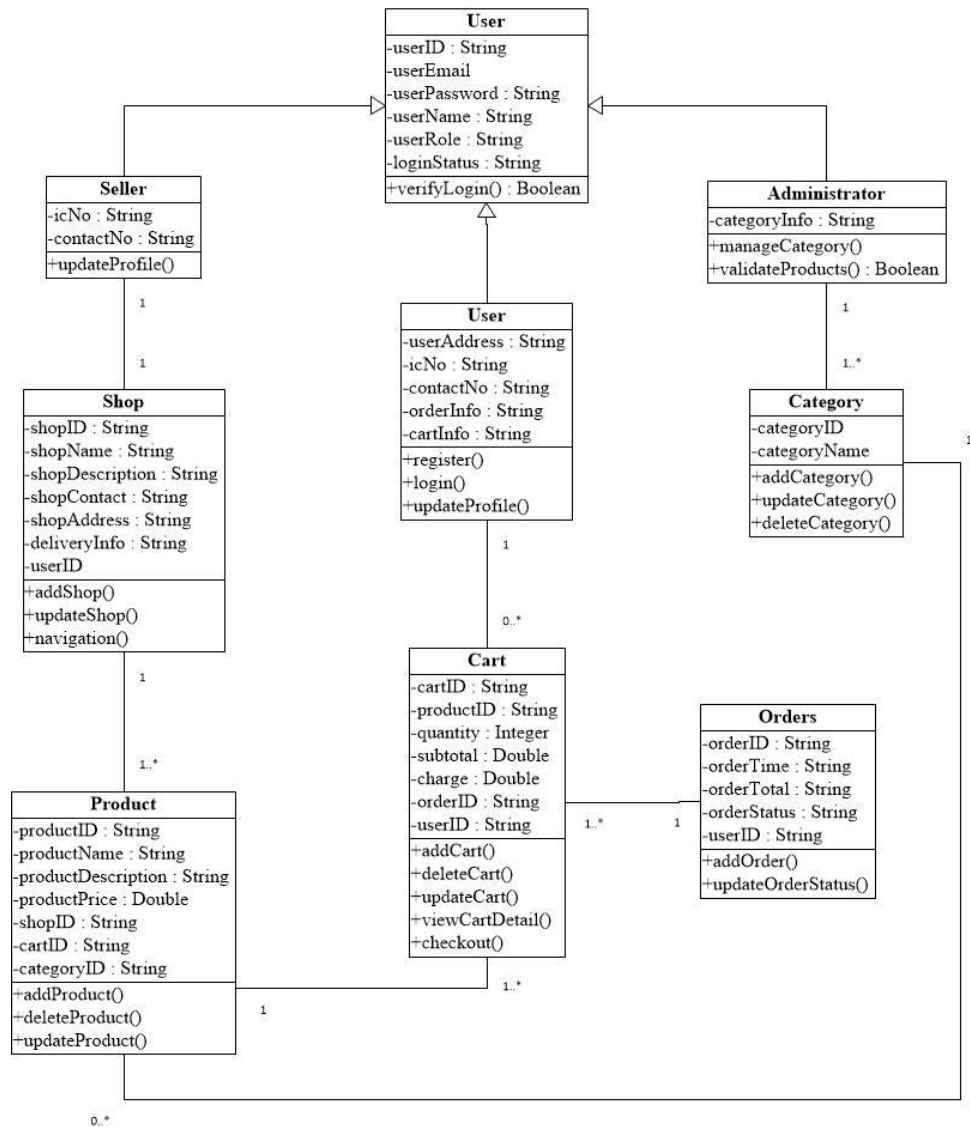 User
-userID : String
-userEmail
-userPassword : String
-userName : String
-userRole : String
-loginStatus : String
+verifyLogin() : Boolean
Seller
-icNo : String
-contactNo : String
+updateProfile()
Administrator
-categoryInfo : String
+manageCategory()
+validateProducts() : Boolean
1
1
User
-userAddress : String
-icNo : String
-contactNo : String
-orderInfo : String
-cartInfo : String
+register()
+login()
+updateProfile()
1
1..*
Shop
-shopID : String
-shopName : String
-shopDescription : String
-shopContact : String
-shopAddress : String
-deliveryInfo : String
-userID
+addShop()
+updateShop()
+navigation()
Category
-categoryID
-categoryName
+addCategory()
+updateCategory()
+deleteCategory()
1
1
0..*
1
1..*
Cart
-cartID : String
-productID : String
-quantity : Integer
-subtotal : Double
-charge : Double
-orderID : String
-userID : String
+addCart()
+deleteCart()
+updateCart()
+viewCartDetail()
+checkout()
Orders
-orderID : String
-orderTime : String
-orderTotal : String
-orderStatus : String
-userID : String
+addOrder()
+updateOrderStatus()
1..*
1
Product
-productID : String
-productName : String
-productDescription : String
-productPrice : Double
-shopID : String
-cartID : String
-categoryID : String
+addProduct()
+deleteProduct()
+updateProduct()
1
1..*
0..*